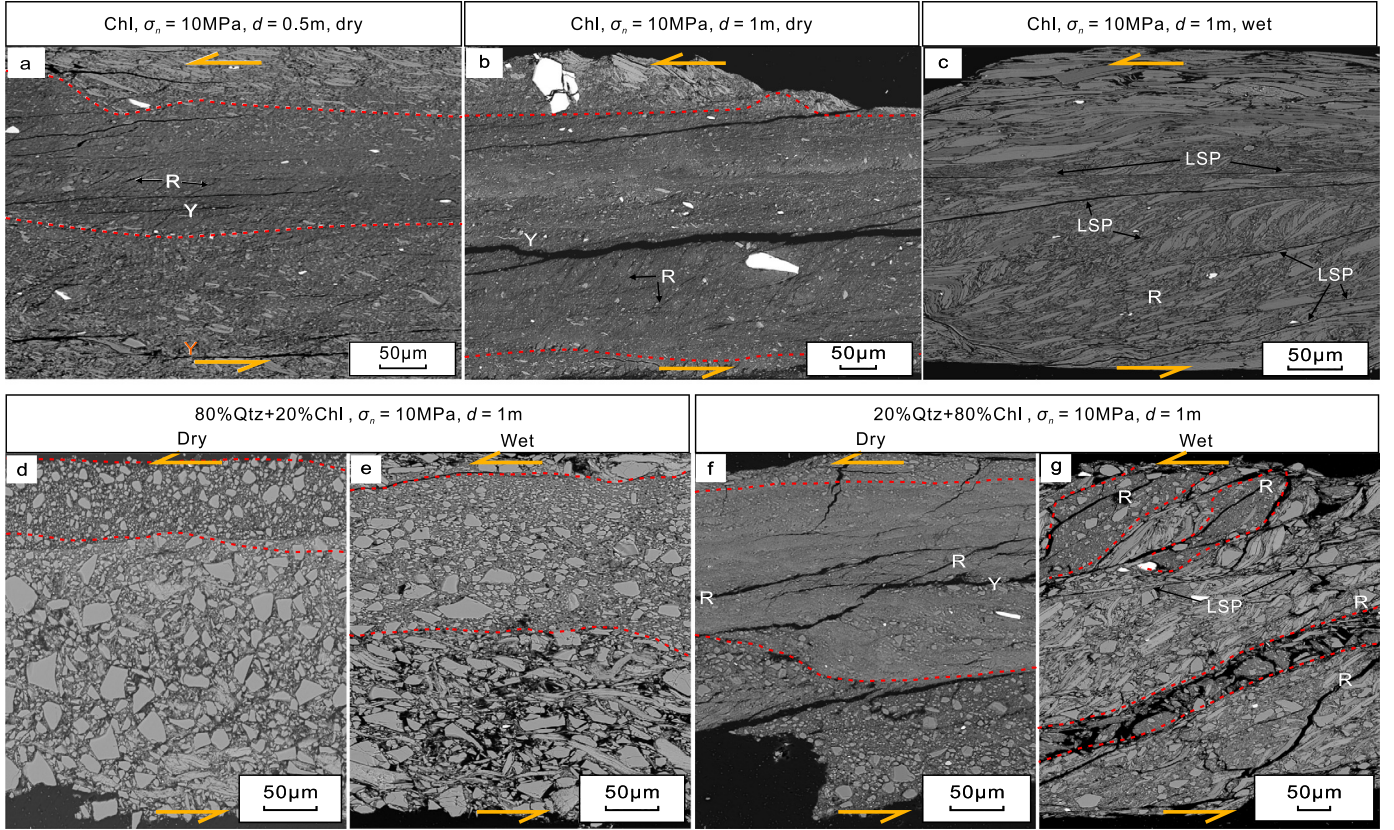 Chl, σn = 10MPa, d = 0.5m, dry
Chl, σn = 10MPa, d = 1m, dry
Chl, σn = 10MPa, d = 1m, wet
a
R
Y
Y
50μm
b
Y
R
50μm
c
LSP
LSP
LSP
R
50μm
80%Qtz+20%Chl , σn = 10MPa, d = 1m
Dry
Wet
20%Qtz+80%Chl , σn = 10MPa, d = 1m
Dry
Wet
d
50μm
e
50μm
f
R
Y
R
50μm
g
R
R
LSP
R
R
50μm